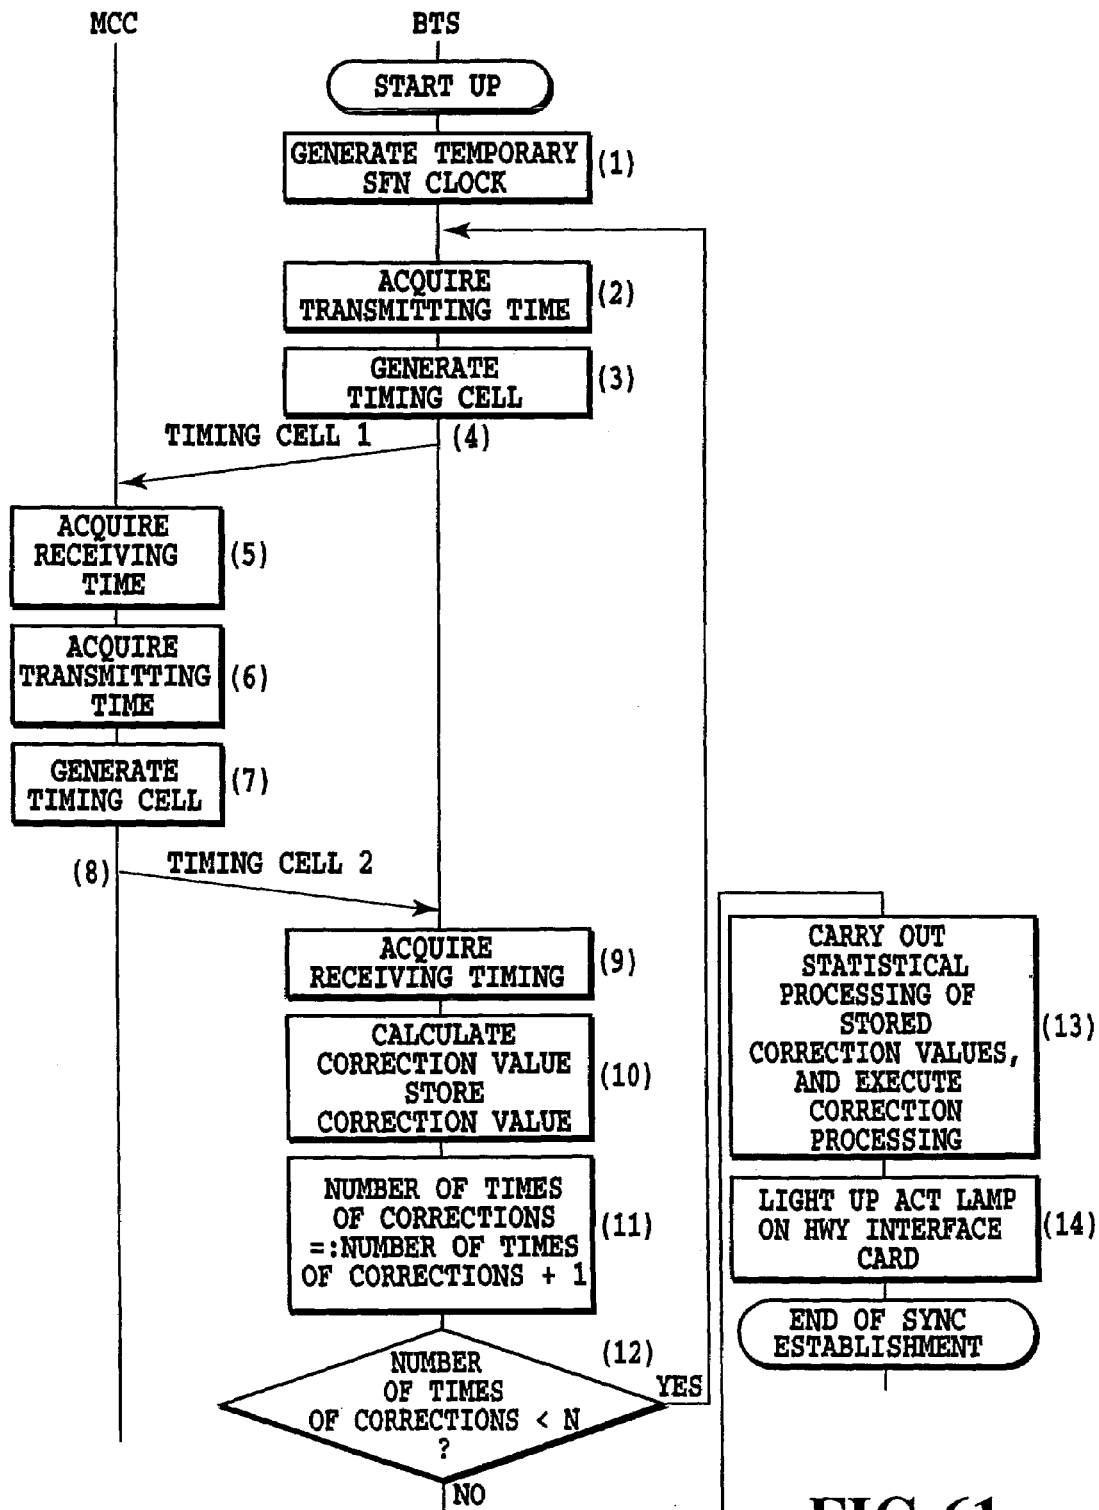 MCC
BTS
START UP
GENERATE TEMPORARY
SFN CLOCK
(1)
ACQUIRE
TRANSMITTING TIME
(2)
GENERATE
TIMING CELL
(3)
TIMING CELL 1
(4)
ACQUIRE
RECEIVING
TIME
(5)
ACQUIRE
TRANSMITTING
TIME
(6)
GENERATE
TIMING CELL
(7)
(8)
TIMING CELL 2
ACQUIRE
RECEIVING TIMING
(9)
CALCULATE
CORRECTION VALUE
STORE
CORRECTION VALUE
(10)
NUMBER OF TIMES
OF CORRECTIONS
=:NUMBER OF TIMES
OF CORRECTIONS + 1
(11)
NUMBER
OF TIMES
OF CORRECTIONS < N
?
(12)
YES
NO
CARRY OUT
STATISTICAL
PROCESSING OF
STORED
CORRECTION VALUES,
AND EXECUTE
CORRECTION
PROCESSING
(13)
LIGHT UP ACT LAMP
ON HWY INTERFACE
CARD
(14)
END OF SYNC
ESTABLISHMENT
FIG.61